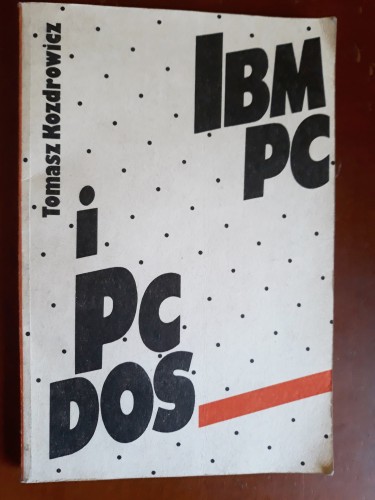 Tomasz Kozdrowicz
IBM
PC
i
PC
DOS